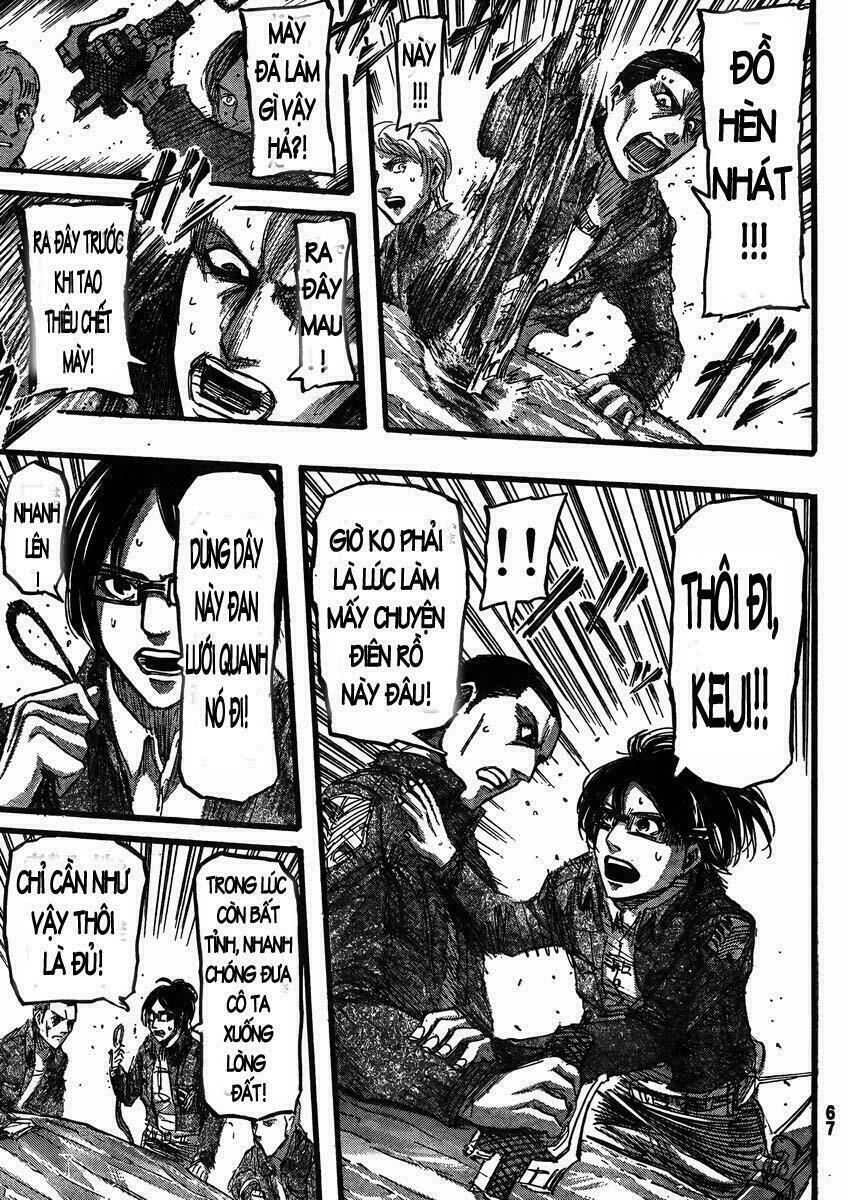 ĐỒ
HÈN
NHÁT
!!!
NÀY
!!!
MÀY
ĐÃ LÀM
GÌ VẬY
HẢ?!
RA
ĐÂY
MAU
!
RA ĐÂY TRƯỚC
KHI TAO
THIÊU CHẾT
MÀY!
THÔI ĐI,
KEIJI!!
!!
GIỜ KO PHẢI
LÀ LÚC LÀM
MẤY CHUYỆN
ĐIÊN RỒ
NÀY ĐÂU!
DÙNG DÂY
NÀY ĐAN
LƯỚI QUANH
NÓ ĐI!
NHANH
LÊN
!
TRONG LÚC
CÒN BẤT
TỈNH, NHANH
CHÓNG ĐƯA
CÔ TA
XUỐNG
LÒNG
ĐẤT!
CHỈ CẦN NHƯ
VẬY THÔI
LÀ ĐỦ!
67